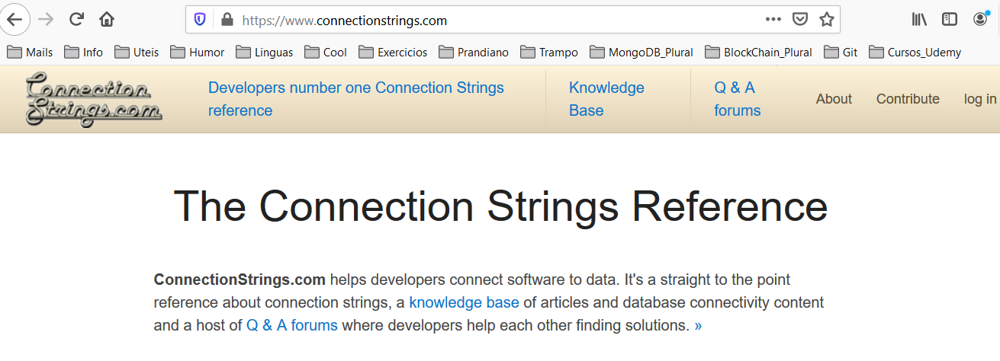 https://www.connectionstrings.com
Mails Info Uteis Humor Linguas Cool Exercicios Prandiano Trampo MongoDB_Plural BlockChain_Plural Git Cursos_Udemy
Connection
Strings.com
Developers number one Connection Strings
reference
Knowledge
Base
Q & A
forums
About Contribute log in
The Connection Strings Reference
ConnectionStrings.com helps developers connect software to data. It's a straight to the point
reference about connection strings, a knowledge base of articles and database connectivity content
and a host of Q & A forums where developers help each other finding solutions. »